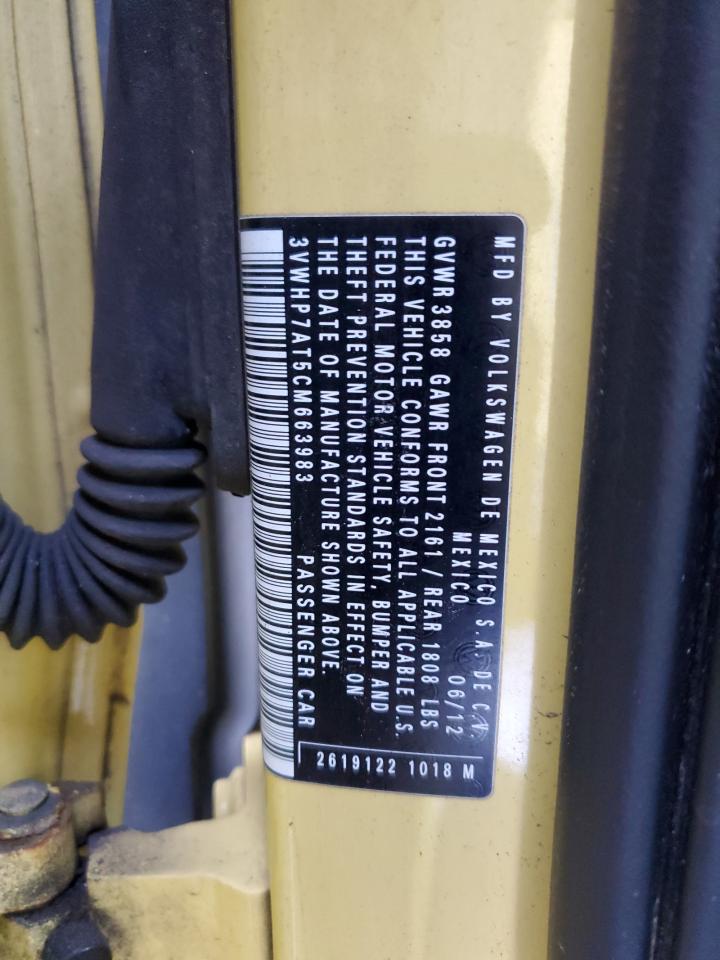 MFD BY VOLKSWAGEN DE MEXICO S.A. DE C.V.
MEXICO 06/12
GVWR 3858 GAWR FRONT 2161 / REAR 1808 LBS
THIS VEHICLE CONFORMS TO ALL APPLICABLE U.S.
FEDERAL MOTOR VEHICLE SAFETY, BUMPER AND
THEFT PREVENTION STANDARDS IN EFFECT ON
THE DATE OF MANUFACTURE SHOWN ABOVE.
3VWHP7AT5CM663983 PASSENGER CAR
2619122 1018 M